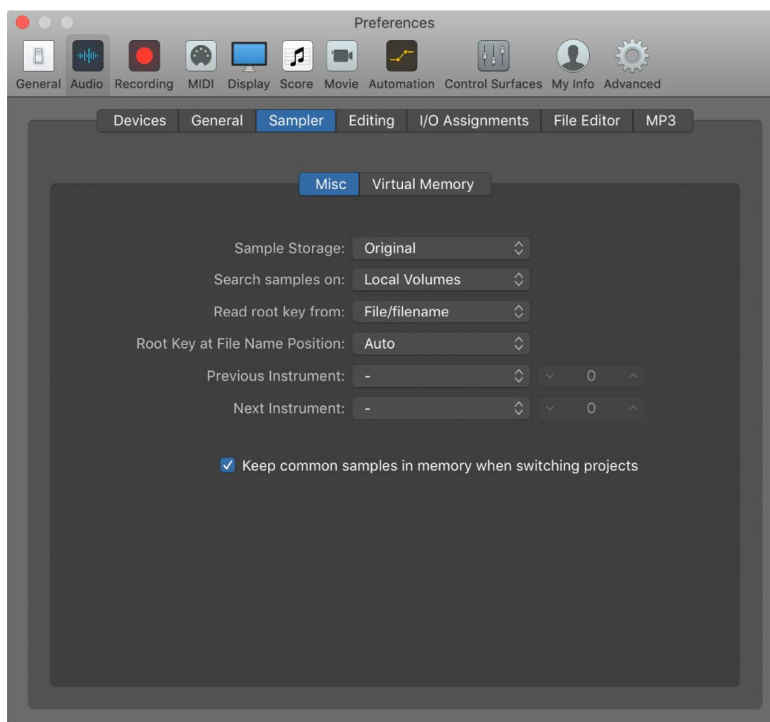 Preferences
General Audio Recording MIDI Display Score Movie Automation Control Surfaces My Info Advanced
Devices General Sampler Editing I/O Assignments File Editor MP3
Misc Virtual Memory
Sample Storage: Original
Search samples on: Local Volumes
Read root key from: File/filename
Root Key at File Name Position: Auto
Previous Instrument: - 0
Next Instrument: - 0
Keep common samples in memory when switching projects